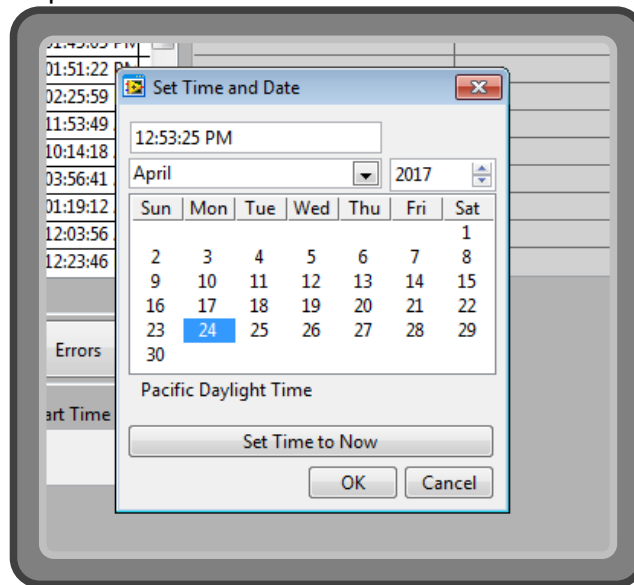 01:51:22
02:25:59
11:53:49
10:14:18
03:56:41
01:19:12
12:03:56
12:23:46
Errors
Time
Set Time and Date
12:53:25 PM
April 2017
Sun Mon Tue Wed Thu Fri Sat
1
2 3 4 5 6 7 8
9 10 11 12 13 14 15
16 17 18 19 20 21 22
23 24 25 26 27 28 29
30
Pacific Daylight Time
Set Time to Now
OK Cancel